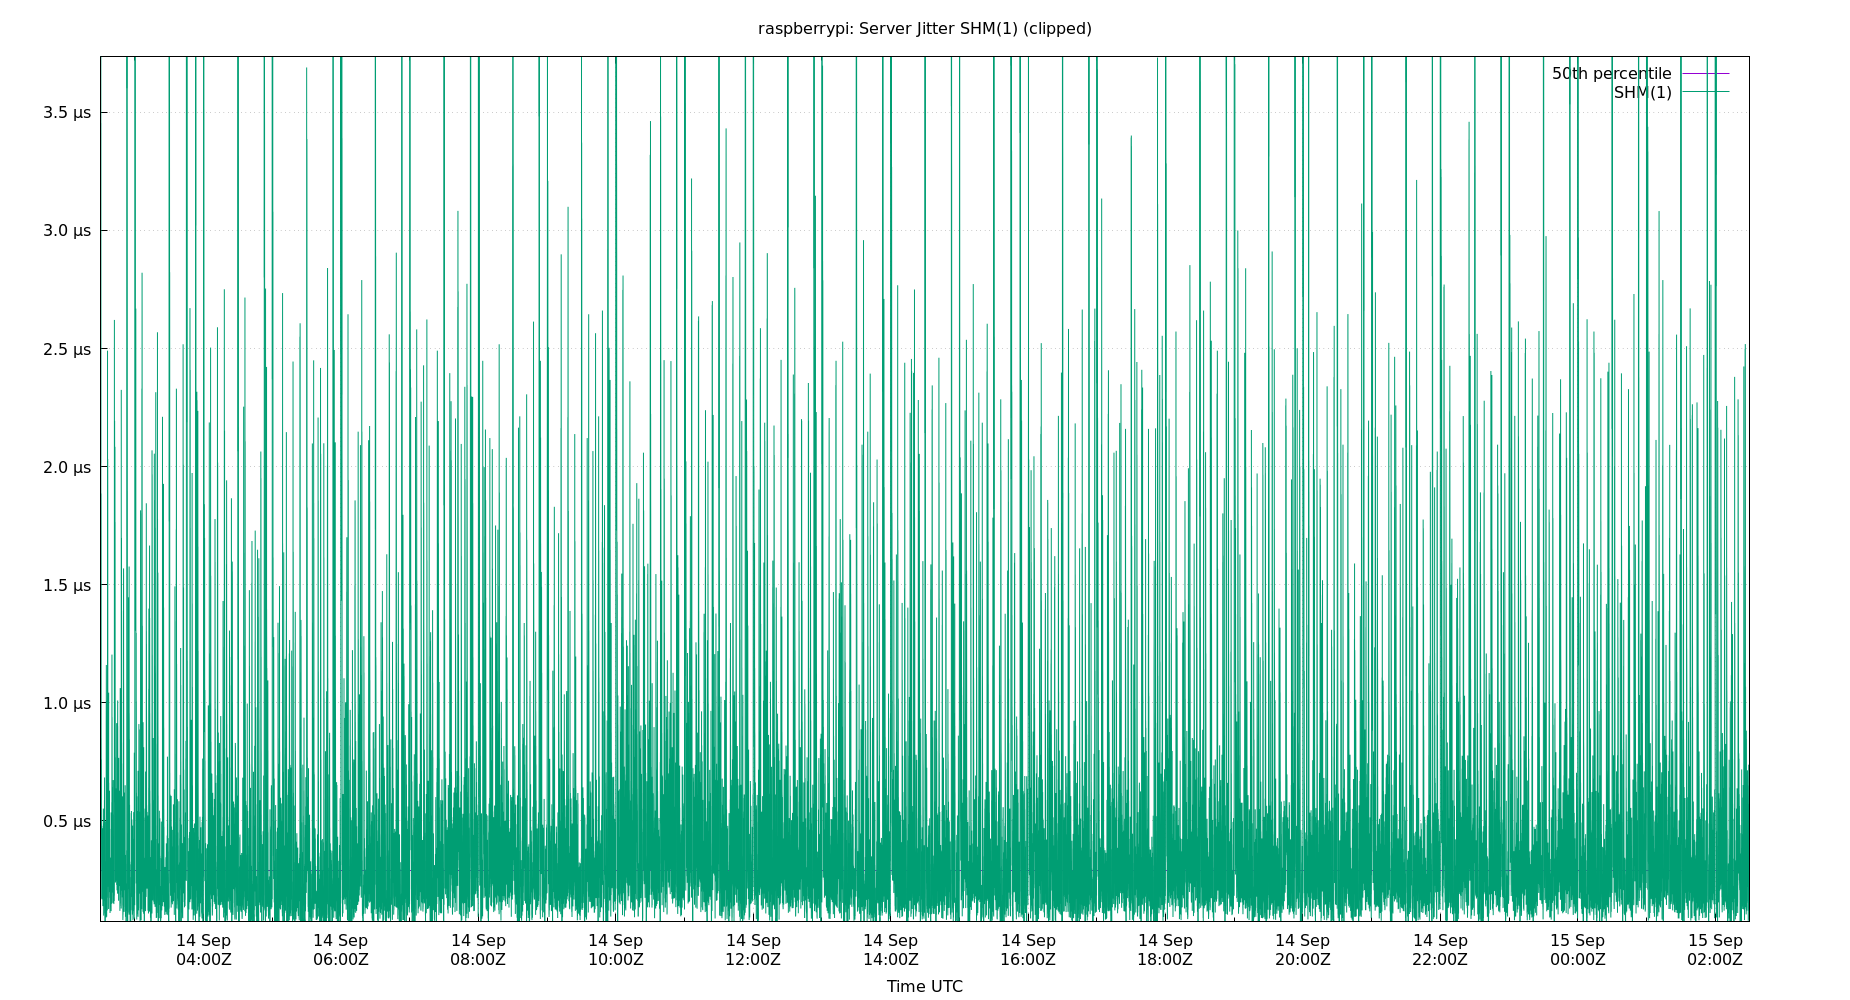 raspberrypi: Server Jitter SHM(1) (clipped)
50th percentile
SHM(1)
3.5 µs
3.0 µs
2.5 µs
2.0 µs
1.5 µs
1.0 µs
0.5 µs
14 Sep 14 Sep 14 Sep 14 Sep 14 Sep 14 Sep 14 Sep 14 Sep 14 Sep 14 Sep 15 Sep 15 Sep
04:00Z 06:00Z 08:00Z 10:00Z 12:00Z 14:00Z 16:00Z 18:00Z 20:00Z 22:00Z 00:00Z 02:00Z
Time UTC